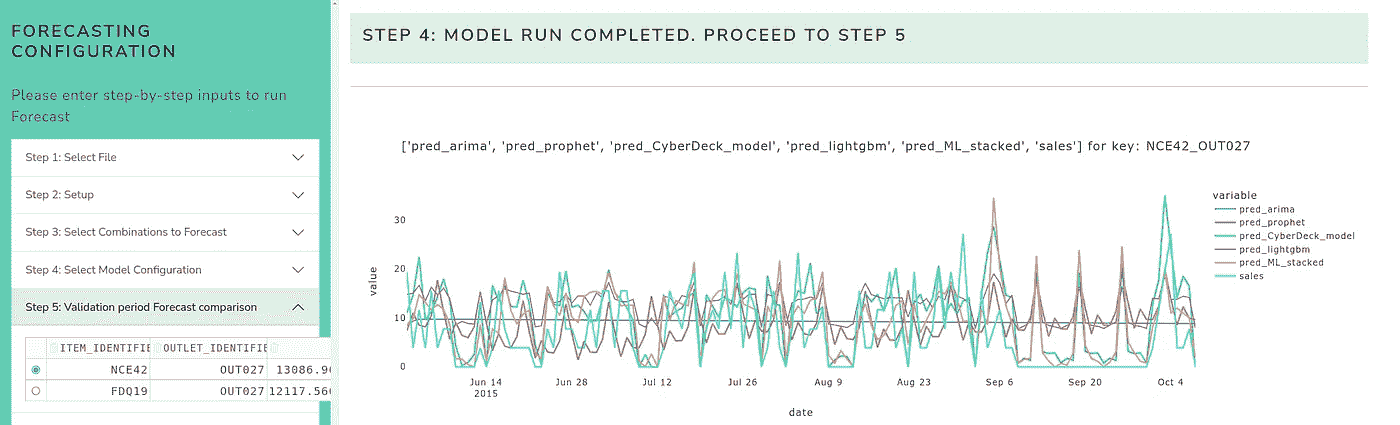 FORECASTING
CONFIGURATION
Please enter step-by-step inputs to run
Forecast
Step 1: Select File
Step 2: Setup
Step 3: Select Combinations to Forecast
Step 4: Select Model Configuration
Step 5: Validation period Forecast comparison
ITEM_IDENTIFIE OUTLET_IDENTIFIE
NCE42 OUT027 13086.96
FDQ19 OUT027 12117.560
STEP 4: MODEL RUN COMPLETED. PROCEED TO STEP 5
['pred_arima', 'pred_prophet', 'pred_CyberDeck_model', 'pred_lightgbm', 'pred_ML_stacked', 'sales'] for key: NCE42_OUT027
value
30
20
10
0
Jun 14 Jun 28 Jul 12 Jul 26 Aug 9 Aug 23 Sep 6 Sep 20 Oct 4
2015
date
variable
pred_arima
pred_prophet
pred_CyberDeck_model
pred_lightgbm
pred_ML_stacked
sales